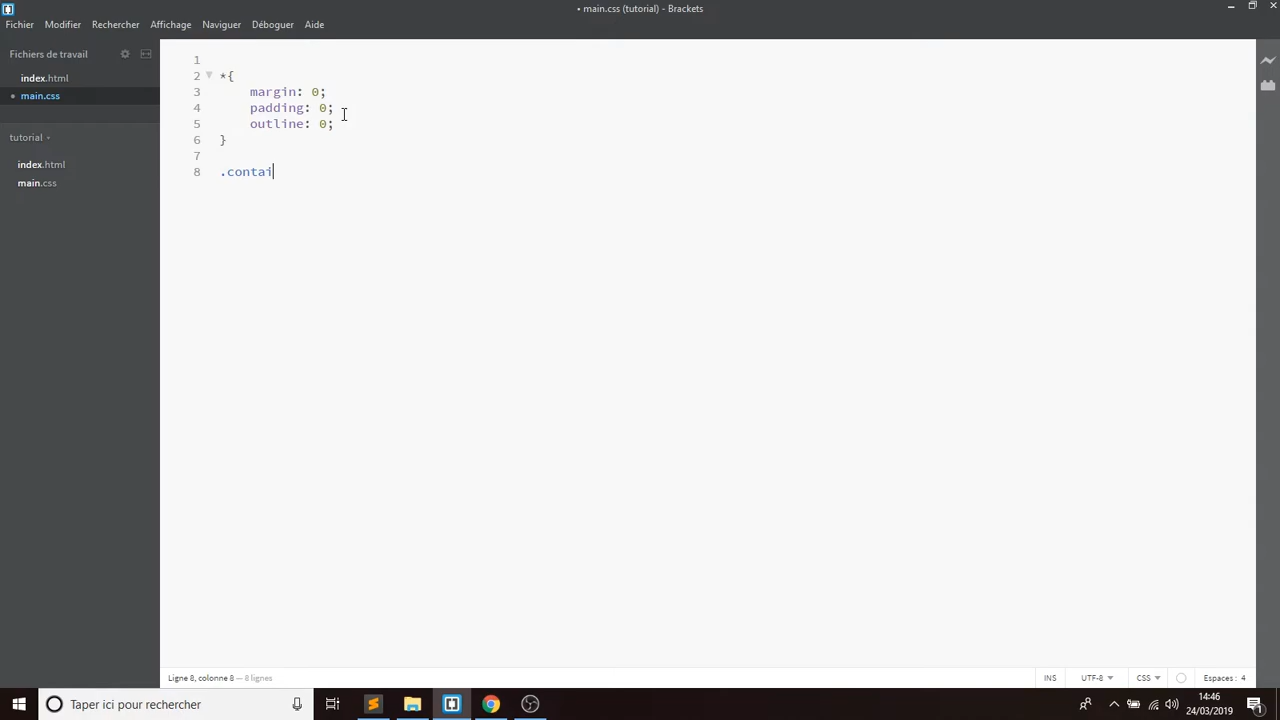 • main.css (tutorial) - Brackets
Fichier Modifier Rechercher Affichage Naviguer Déboguer Aide
Fichiers de travail
index.html
• main.css
tutorial
index.html
main.css
1
2 *{
3 margin: 0;
4 padding: 0;
5 outline: 0;
6 }
7
8 .contai
Ligne 8, colonne 8 — 8 lignes
INS UTF-8 CSS Espaces : 4
Taper ici pour rechercher
14:46
24/03/2019
1